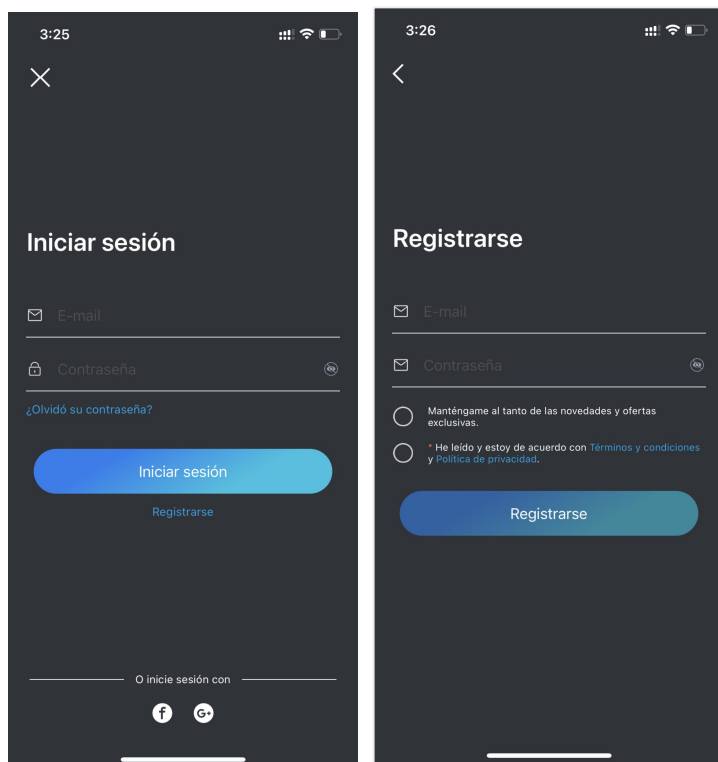 3:25
Iniciar sesión
E-mail
Contraseña
¿Olvidó su contraseña?
Iniciar sesión
Registrarse
O inicie sesión con
f
G+
3:26
Registrarse
E-mail
Contraseña
Manténgame al tanto de las novedades y ofertas
exclusivas.
* He leído y estoy de acuerdo con Términos y condiciones
y Política de privacidad.
Registrarse